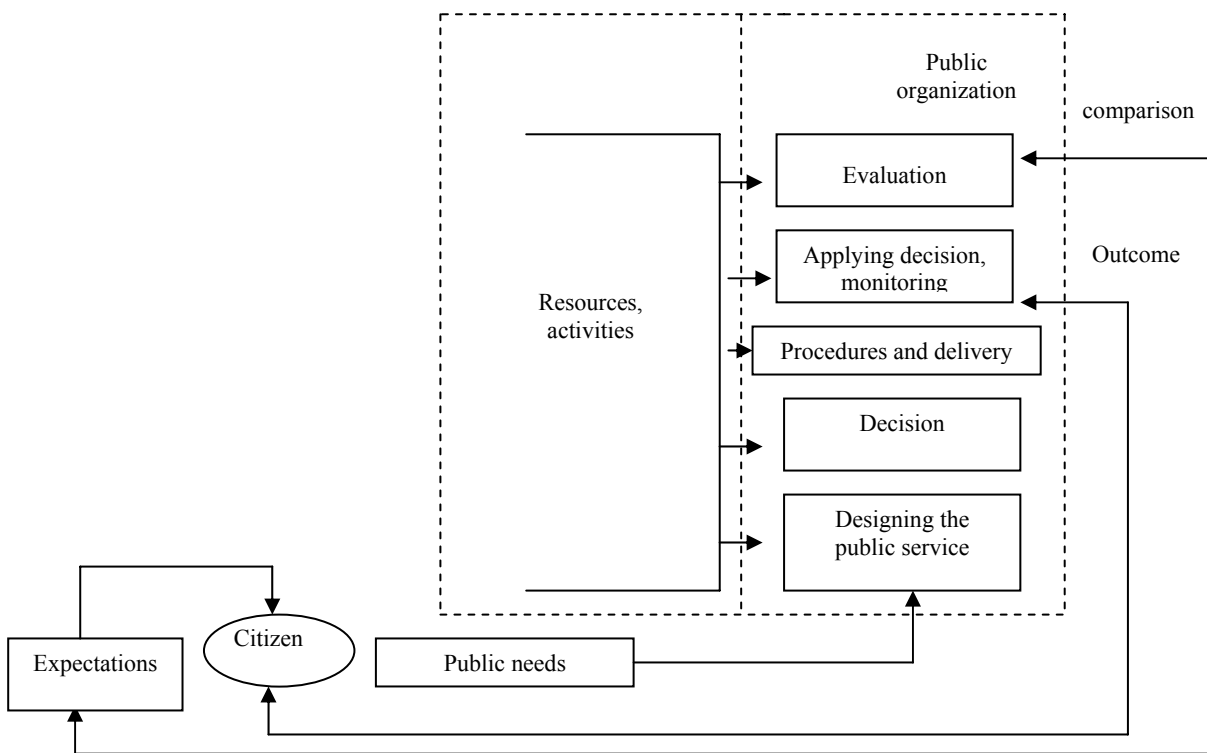 Public
organization
comparison
Evaluation
Applying decision,
monitoring
Outcome
Resources,
activities
Procedures and delivery
Decision
Designing the
public service
Expectations
Citizen
Public needs